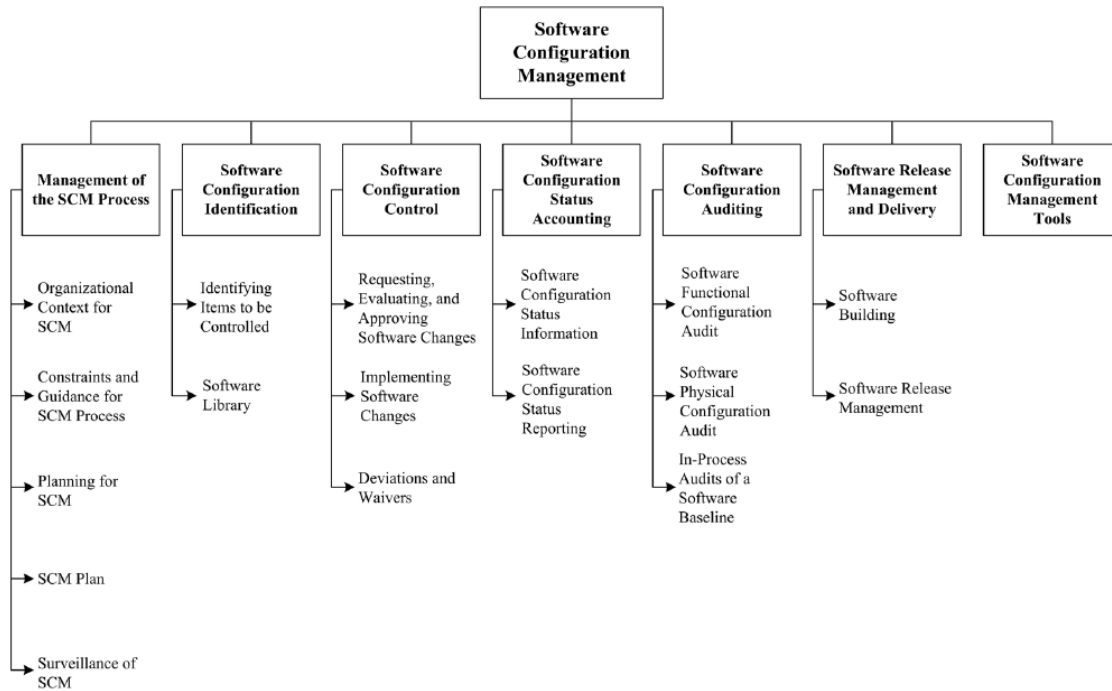 Software
Configuration
Management
Management of
the SCM Process
Organizational
Context for
SCM
Constraints and
Guidance for
SCM Process
Planning for
SCM
SCM Plan
Surveillance of
SCM
Software
Configuration
Identification
Identifying
Items to be
Controlled
Software
Library
Software
Configuration
Control
Requesting,
Evaluating, and
Approving
Software Changes
Implementing
Software
Changes
Deviations and
Waivers
Software
Configuration
Status
Accounting
Software
Configuration
Status
Information
Software
Configuration
Status
Reporting
Software
Configuration
Auditing
Software
Functional
Configuration
Audit
Software
Physical
Configuration
Audit
In-Process
Audits of a
Software
Baseline
Software Release
Management
and Delivery
Software
Building
Software Release
Management
Software
Configuration
Management
Tools